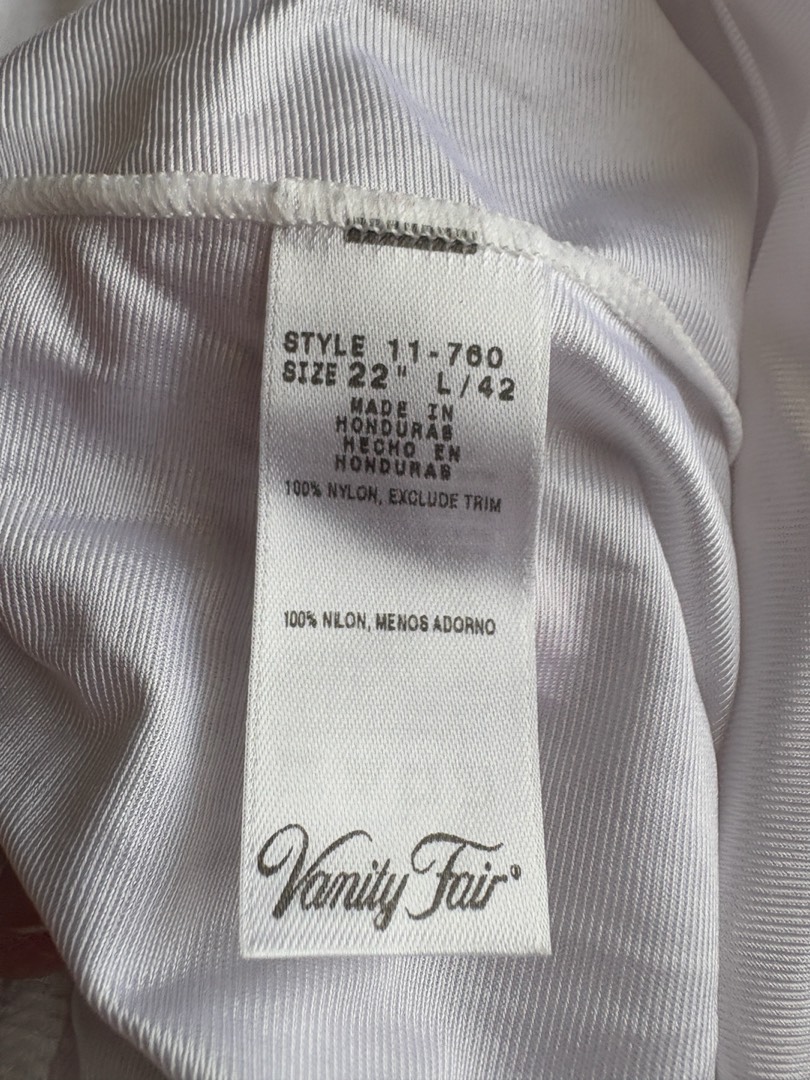 STYLE 11-760
SIZE 22" L/42
MADE IN
HONDURAS
HECHO EN
HONDURAS
100% NYLON, EXCLUDE TRIM
100% NILON, MENOS ADORNO
Vanity Fair®